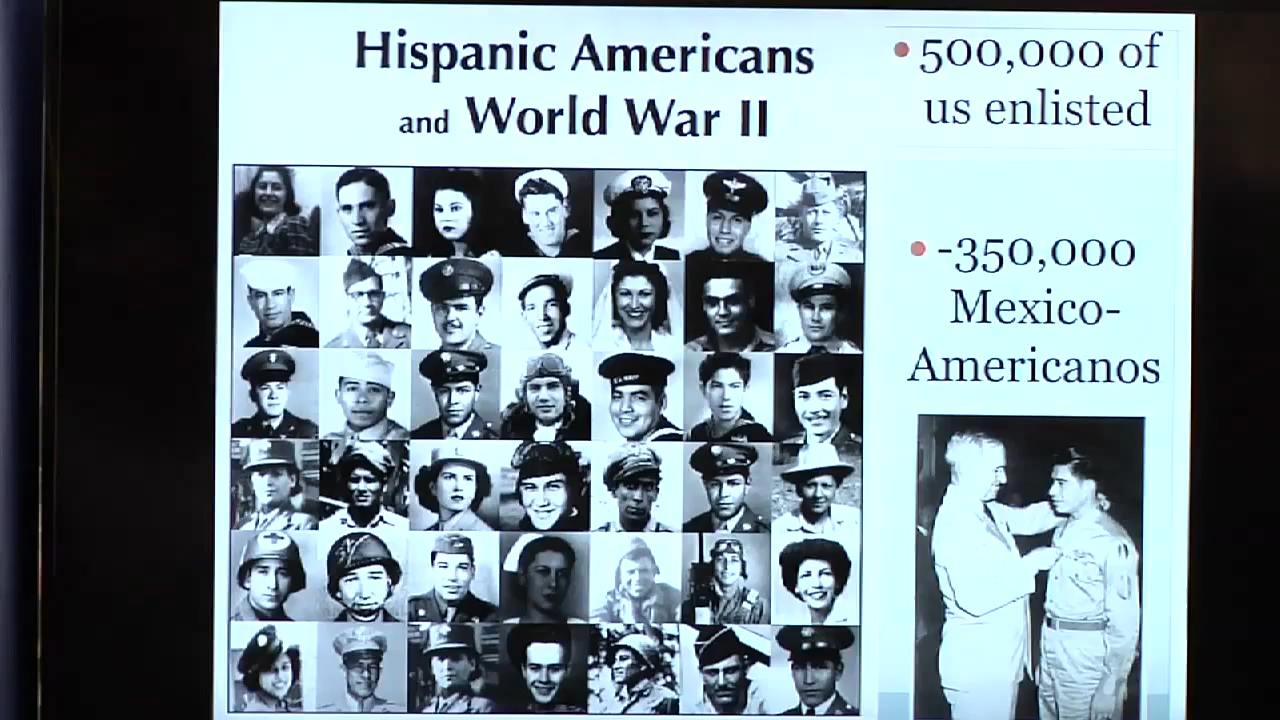 Hispanic Americans
and World War II
500,000 of
us enlisted
-350,000
Mexico-
Americanos